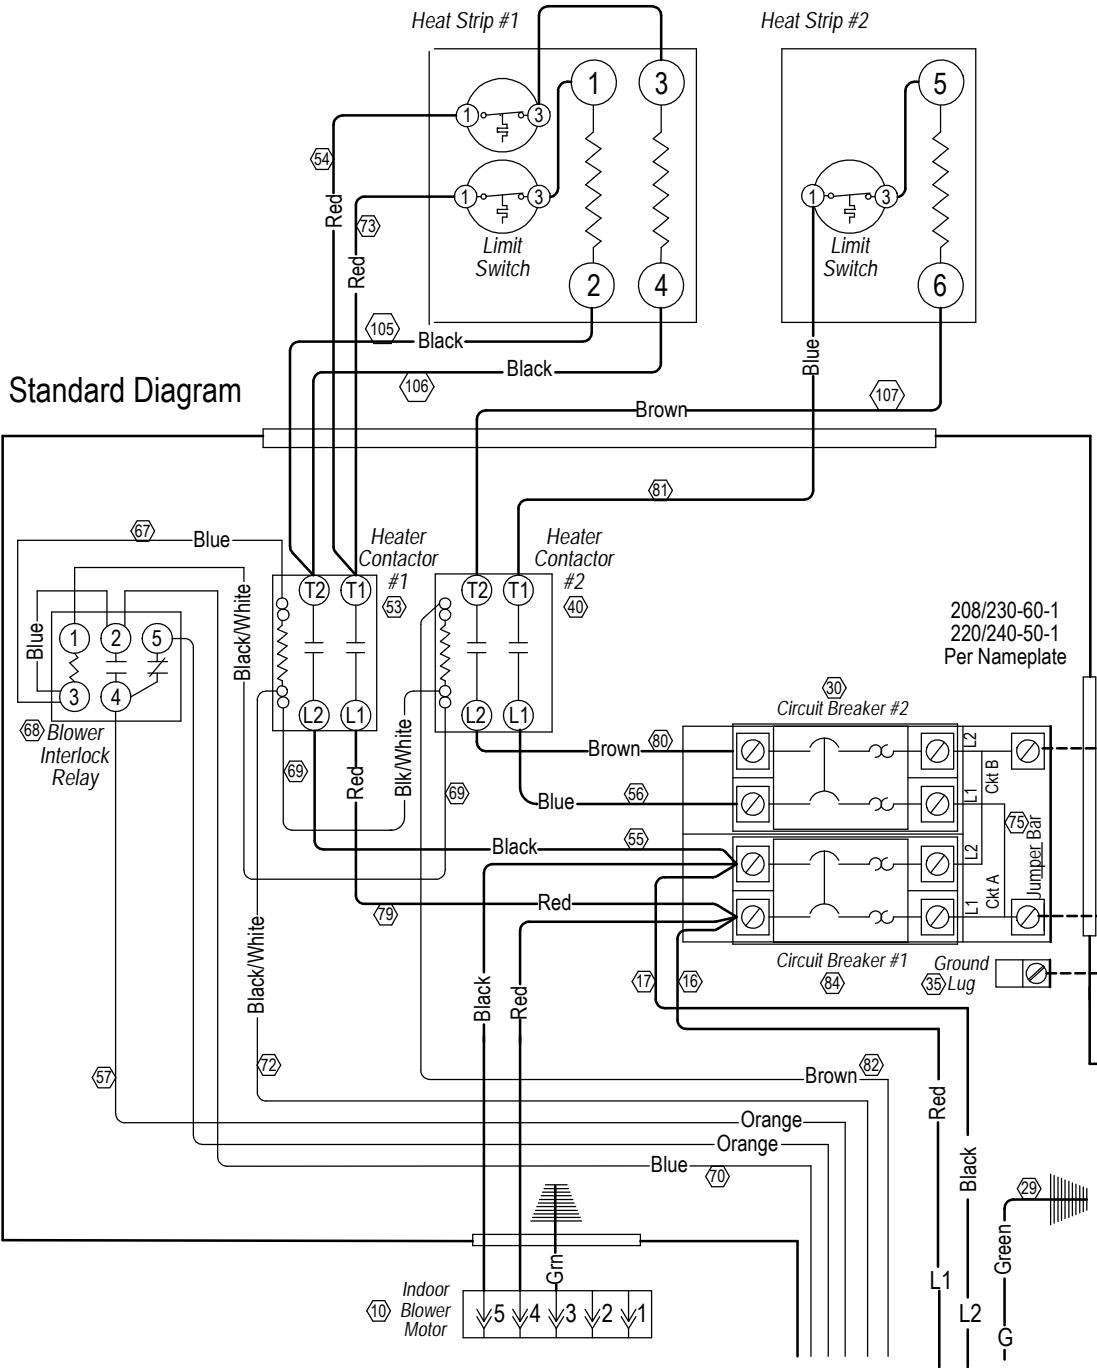 Heat Strip #1
Heat Strip #2
1
3
1
3
5
54
1
3
1
3
Red
73
Limit
Switch
Limit
Switch
Red
2
4
6
105
Black
Blue
106
Black
107
Brown
Standard Diagram
81
67
Blue
Heater
Contactor
#1
53
Heater
Contactor
#2
40
T2
T1
T2
T1
208/230-60-1
220/240-50-1
Per Nameplate
Blue
1
2
5
Black/White
3
4
L2
L1
L2
L1
68
Blower
Interlock
Relay
30
Circuit Breaker #2
69
Red
Blk/White
69
Brown
80
L2
Ckt B
Blue
56
L1
75
Black
55
L2
Jumper Bar
Ckt A
79
Red
L1
Circuit Breaker #1
84
Ground
Lug
35
Black/White
Black
Red
17
16
57
72
Brown
82
Red
Orange
Orange
Blue
70
Black
29
Green
Grn
L1
L2
G
10
Indoor
Blower
Motor
5
4
3
2
1